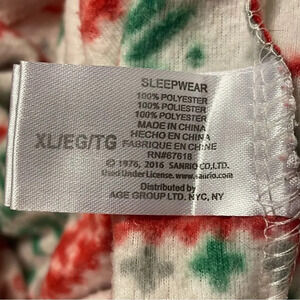 SLEEPWEAR
100% POLYESTER
100% POLIESTER
100% POLYESTER
MADE IN CHINA
HECHO EN CHINA
FABRIQUE EN CHINE
RN#67618
XL/EG/TG
© 1976, 2016 SANRIO CO.,LTD.
Used Under License. www.sanrio.com
Distributed by
AGE GROUP LTD. NYC, NY